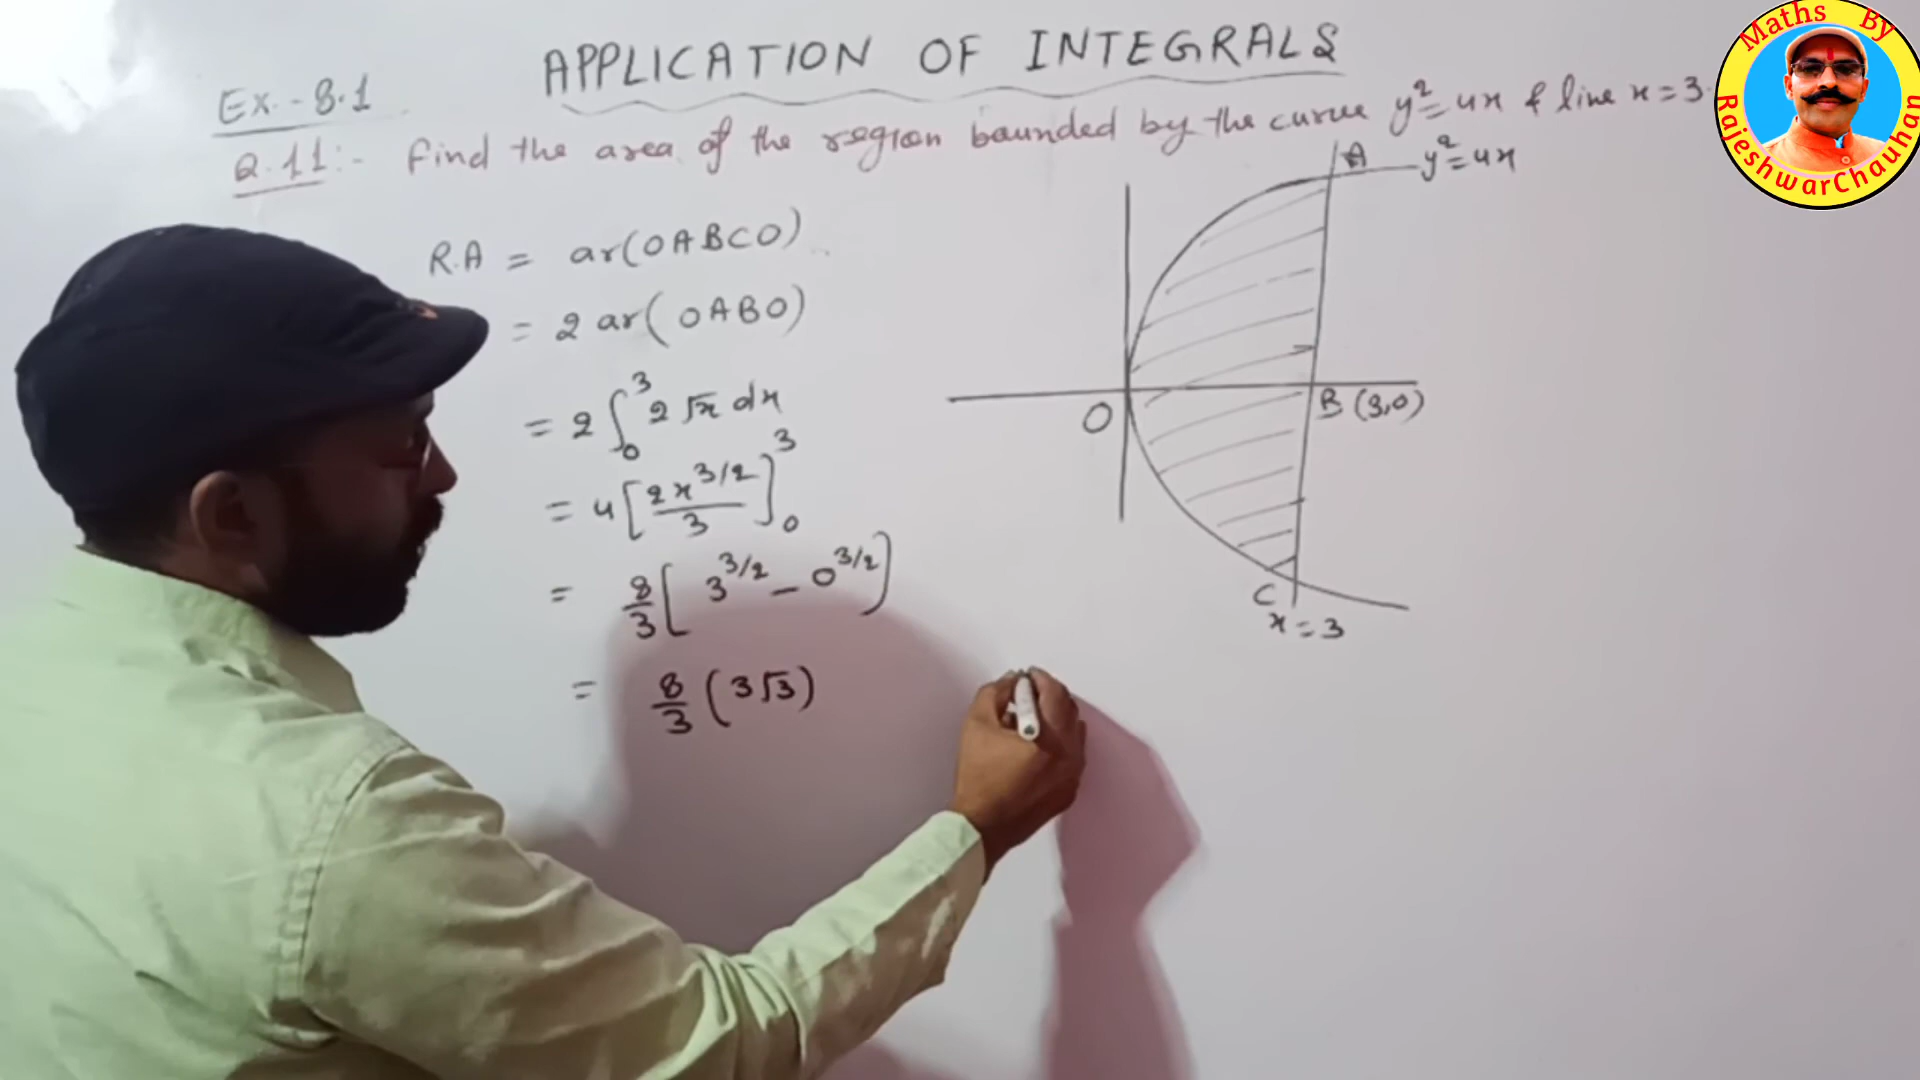 APPLICATION OF INTEGRALS
Ex.-8.1
Q.11:- Find the area of the region bounded by the curve y²=4x & line x=3.
R.A = ar(OABCO)
= 2 ar(OABO)
= 2∫₀³ 2√x dx
= 4[2x^3/2 / 3]₀³
= 8/3[3^3/2 – 0^3/2]
= 8/3 (3√3)
A
y²=4x
O
B (3,0)
C
x=3
Maths By
RajeshwarChauhan